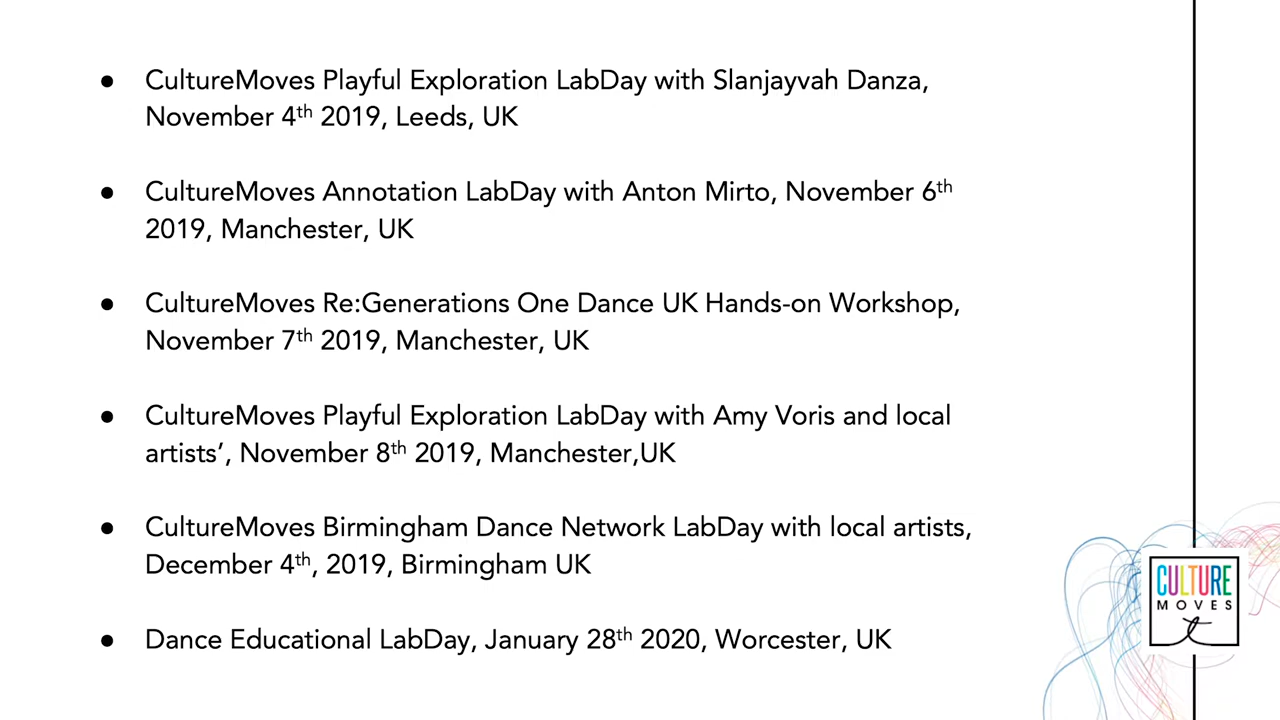 ● CultureMoves Playful Exploration LabDay with Slanjayvah Danza,
November 4th 2019, Leeds, UK
● CultureMoves Annotation LabDay with Anton Mirto, November 6th
2019, Manchester, UK
● CultureMoves Re:Generations One Dance UK Hands-on Workshop,
November 7th 2019, Manchester, UK
● CultureMoves Playful Exploration LabDay with Amy Voris and local
artists’, November 8th 2019, Manchester,UK
● CultureMoves Birmingham Dance Network LabDay with local artists,
December 4th, 2019, Birmingham UK
● Dance Educational LabDay, January 28th 2020, Worcester, UK
CULTURE
MOVES